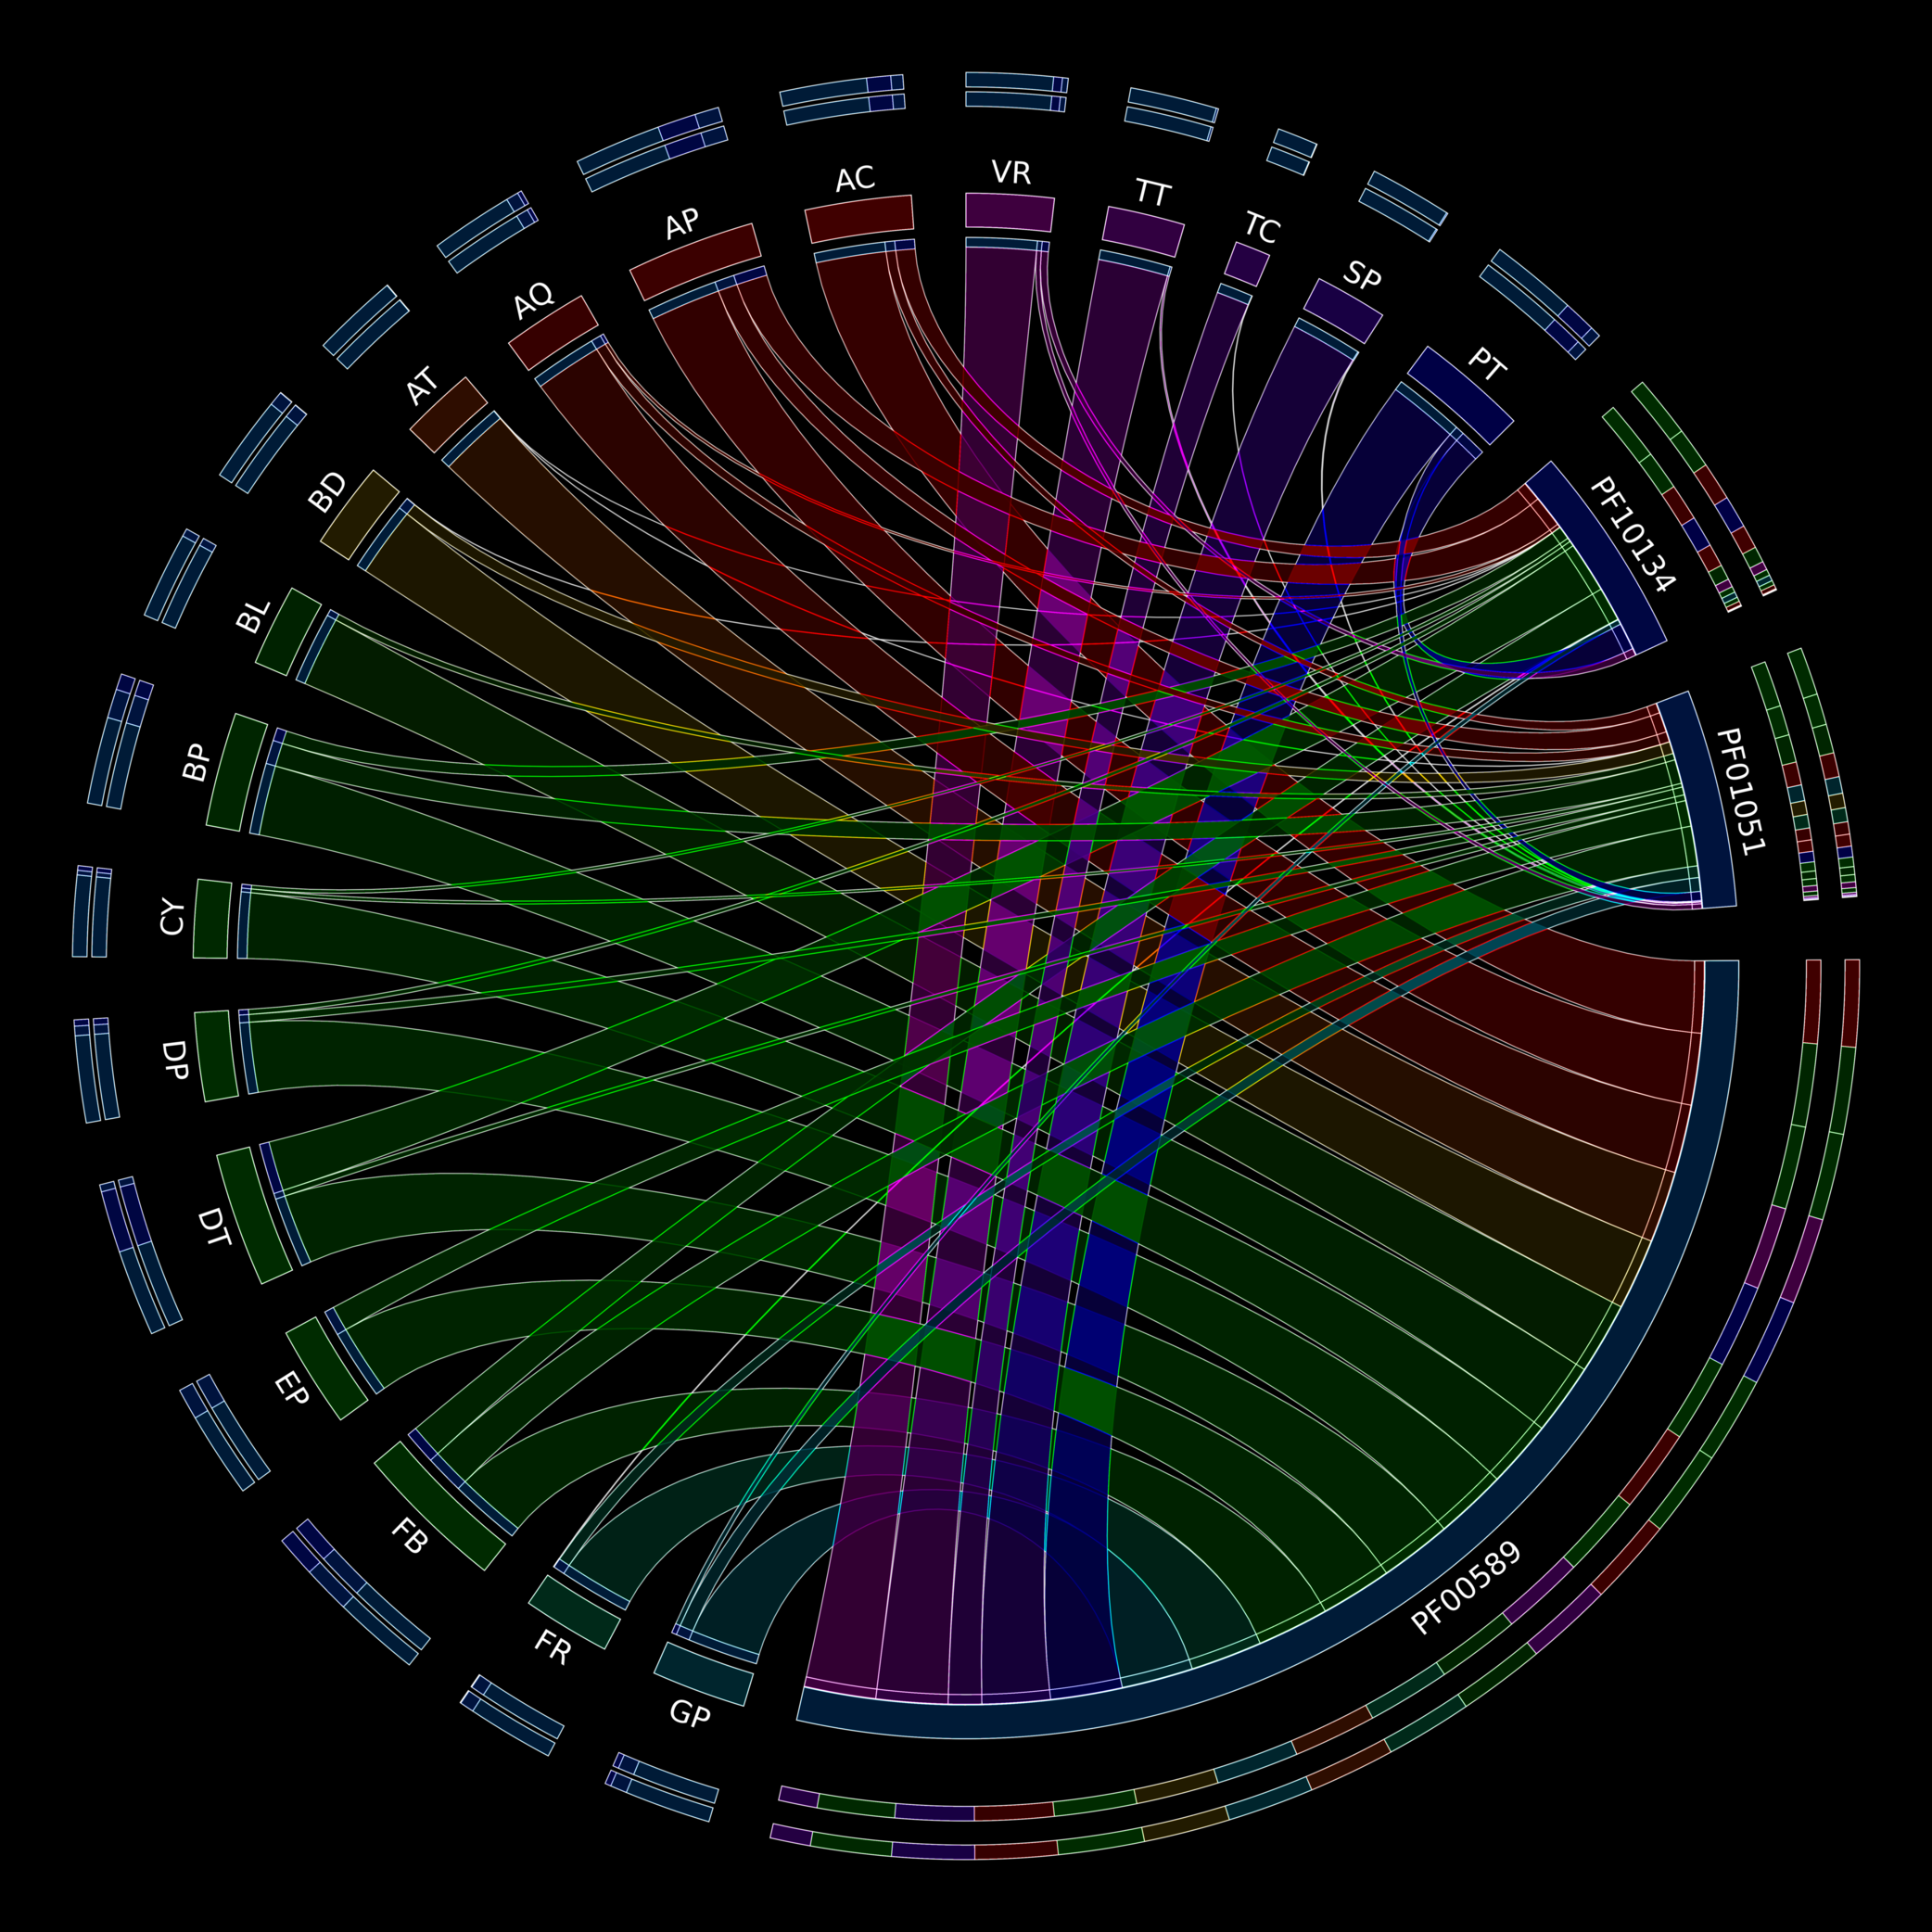 VR
TT
TC
SP
PT
PF10134
PF01051
PF00589
GP
FR
FB
EP
DT
DP
CY
BP
BL
BD
AT
AQ
AP
AC